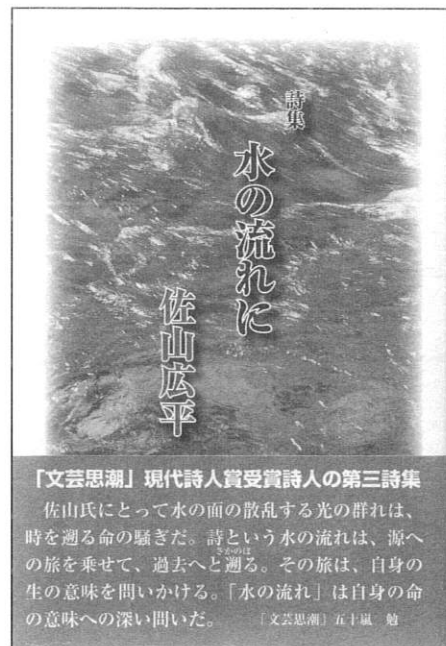 詩集
水の流れに
佐山広平
「文芸思潮」現代詩人賞受賞詩人の第三詩集
佐山氏にとって水の面の散乱する光の群れは、
時を遡る命の騒ぎだ。詩という水の流れは、源へ
の旅を乗せて、過去へと遡る。その旅は、自身の
さかのぼ
生の意味を問いかける。「水の流れ」は自身の命
の意味への深い問いだ。
「文芸思潮」五十嵐 勉